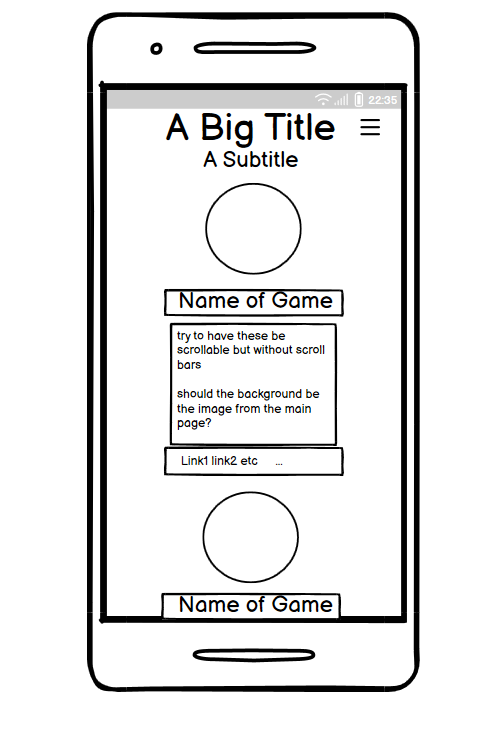 22:35
A Big Title
A Subtitle
Name of Game
try to have these be
scrollable but without scroll
bars
should the background be
the image from the main
page?
Link1 link2 etc ...
Name of Game